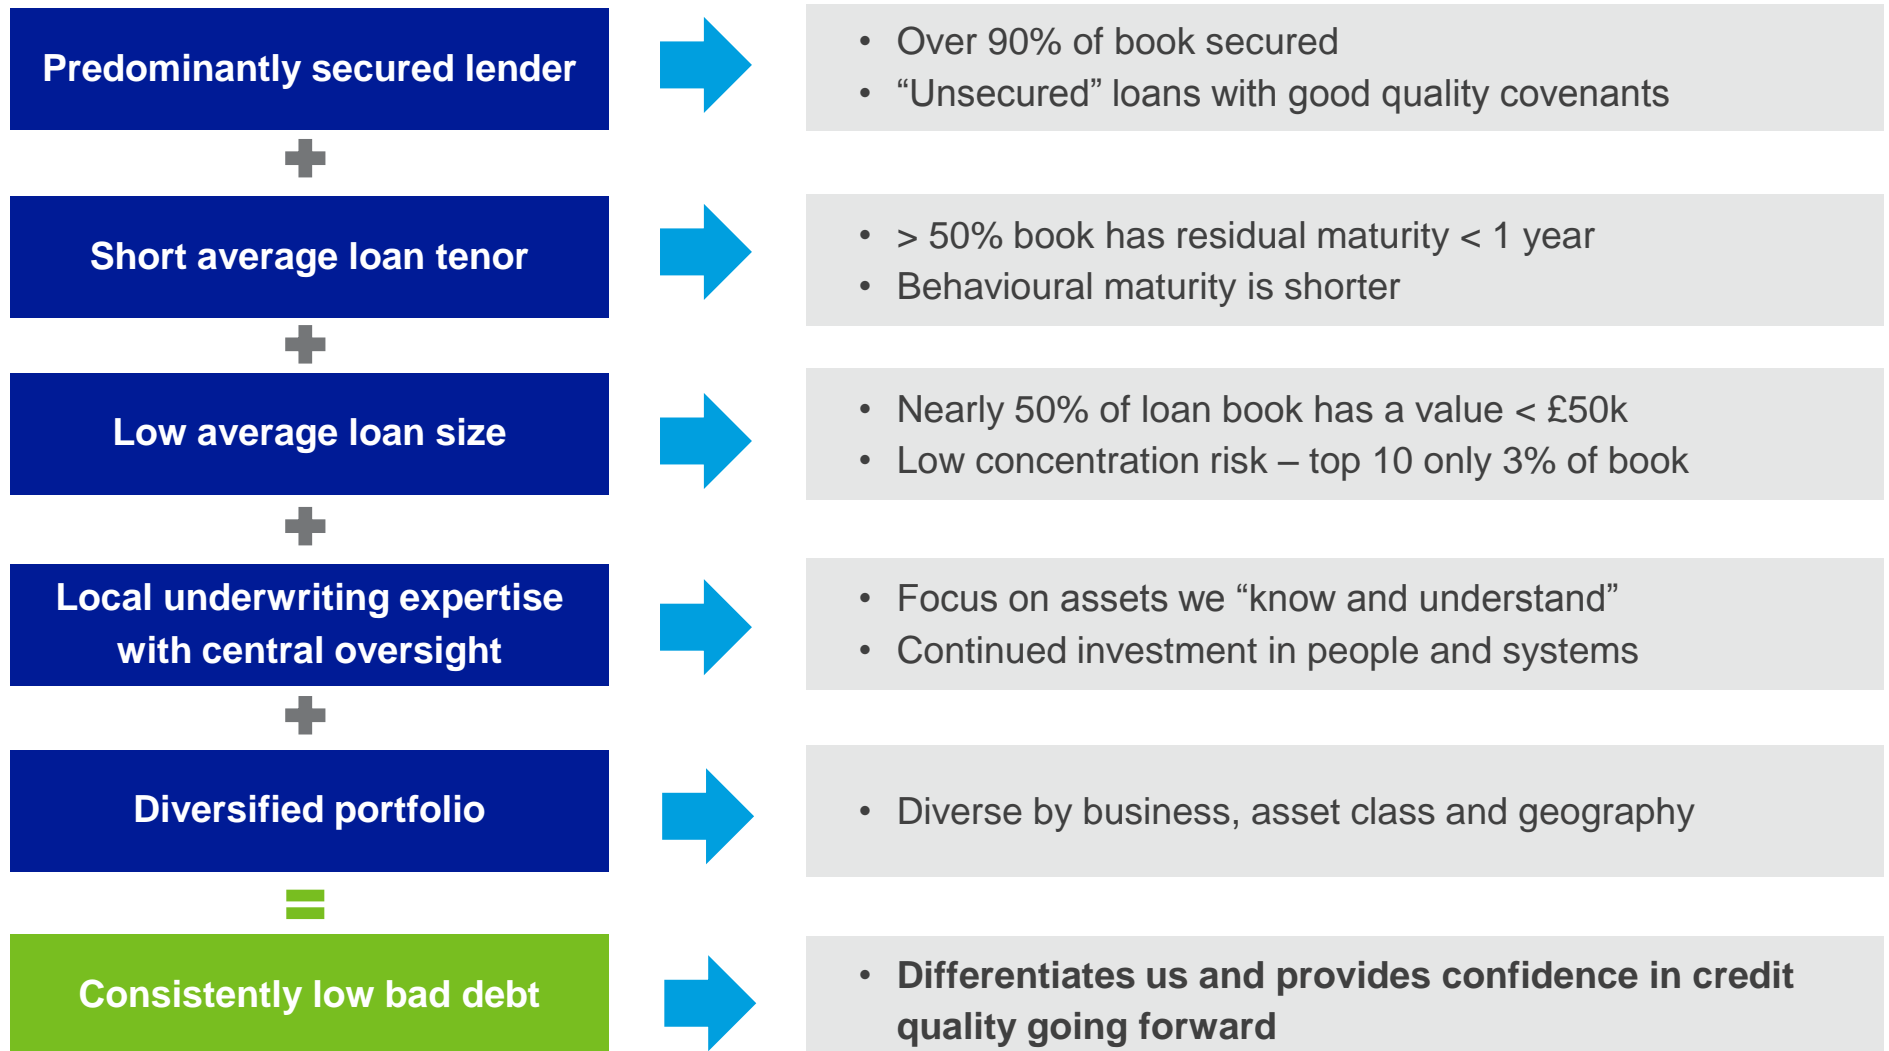 Predominantly secured lender
• Over 90% of book secured
• “Unsecured” loans with good quality covenants
Short average loan tenor
• > 50% book has residual maturity < 1 year
• Behavioural maturity is shorter
Low average loan size
• Nearly 50% of loan book has a value < £50k
• Low concentration risk – top 10 only 3% of book
Local underwriting expertise
with central oversight
• Focus on assets we “know and understand”
• Continued investment in people and systems
Diversified portfolio
• Diverse by business, asset class and geography
Consistently low bad debt
• Differentiates us and provides confidence in credit
quality going forward